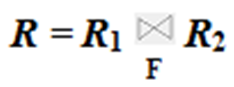 R = R₁ ⋈ R₂
F